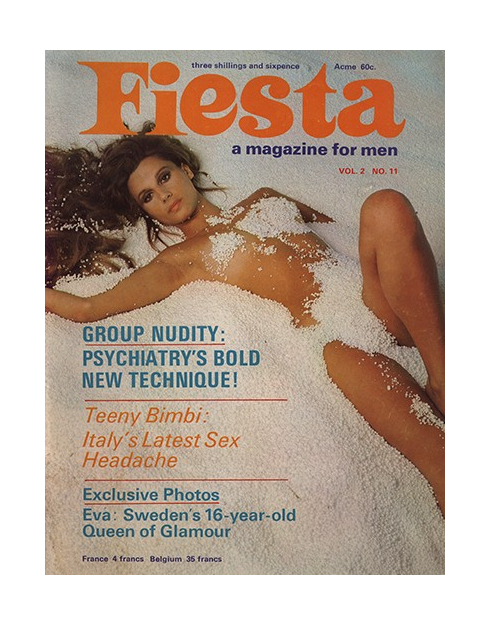 three shillings and sixpence Acme 60c.
Fiesta
a magazine for men
VOL. 2 NO. 11
GROUP NUDITY:
PSYCHIATRY'S BOLD
NEW TECHNIQUE!
Teeny Bimbi:
Italy's Latest Sex
Headache
Exclusive Photos
Eva: Sweden's 16-year-old
Queen of Glamour
France 4 francs Belgium 35 francs